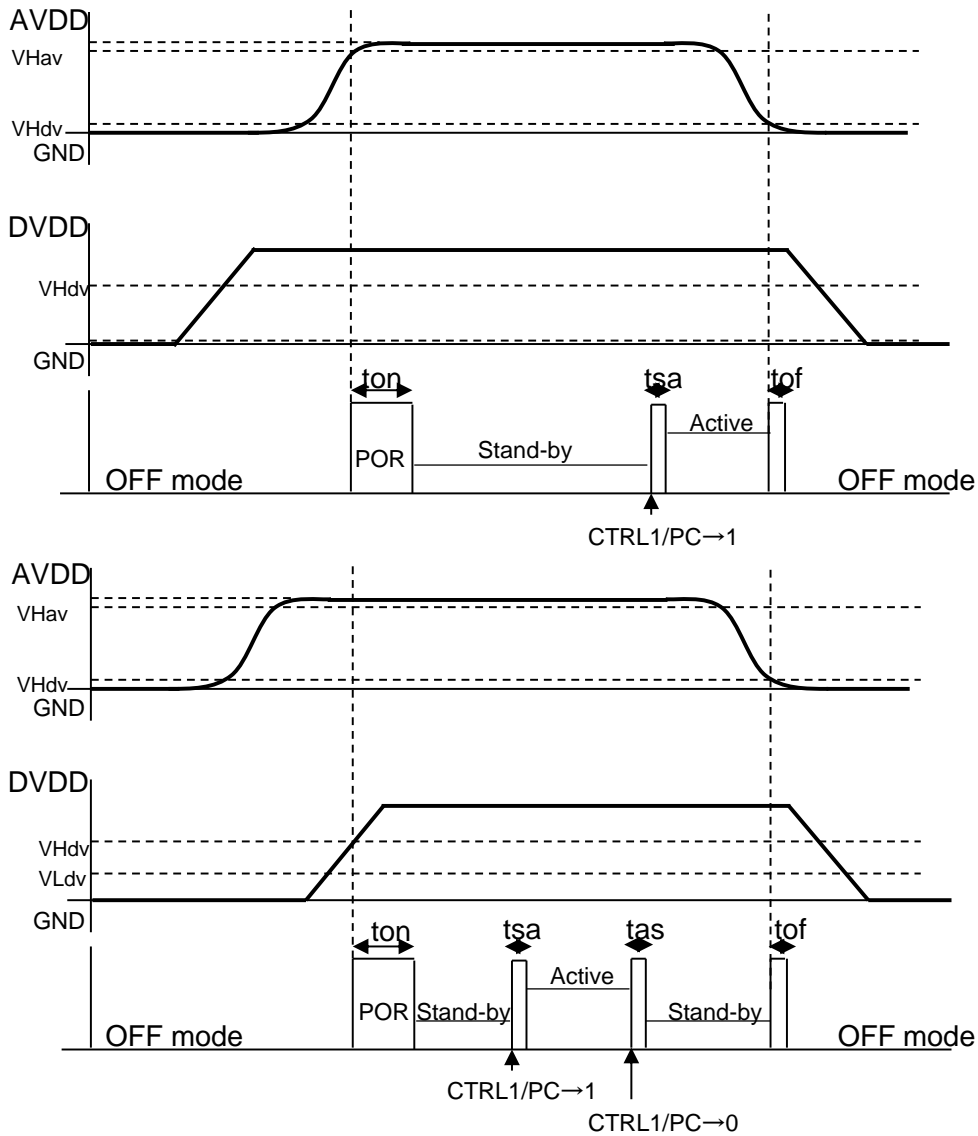 AVDD
VHav
VHdv
GND
DVDD
VHdv
GND
ton
tsa
tof
Active
Stand-by
POR
OFF mode
OFF mode
CTRL1/PC→1
AVDD
VHav
VHdv
GND
DVDD
VHdv
VLdv
GND
ton
tsa
tas
tof
Active
POR
Stand-by
Stand-by
OFF mode
OFF mode
CTRL1/PC→1
CTRL1/PC→0